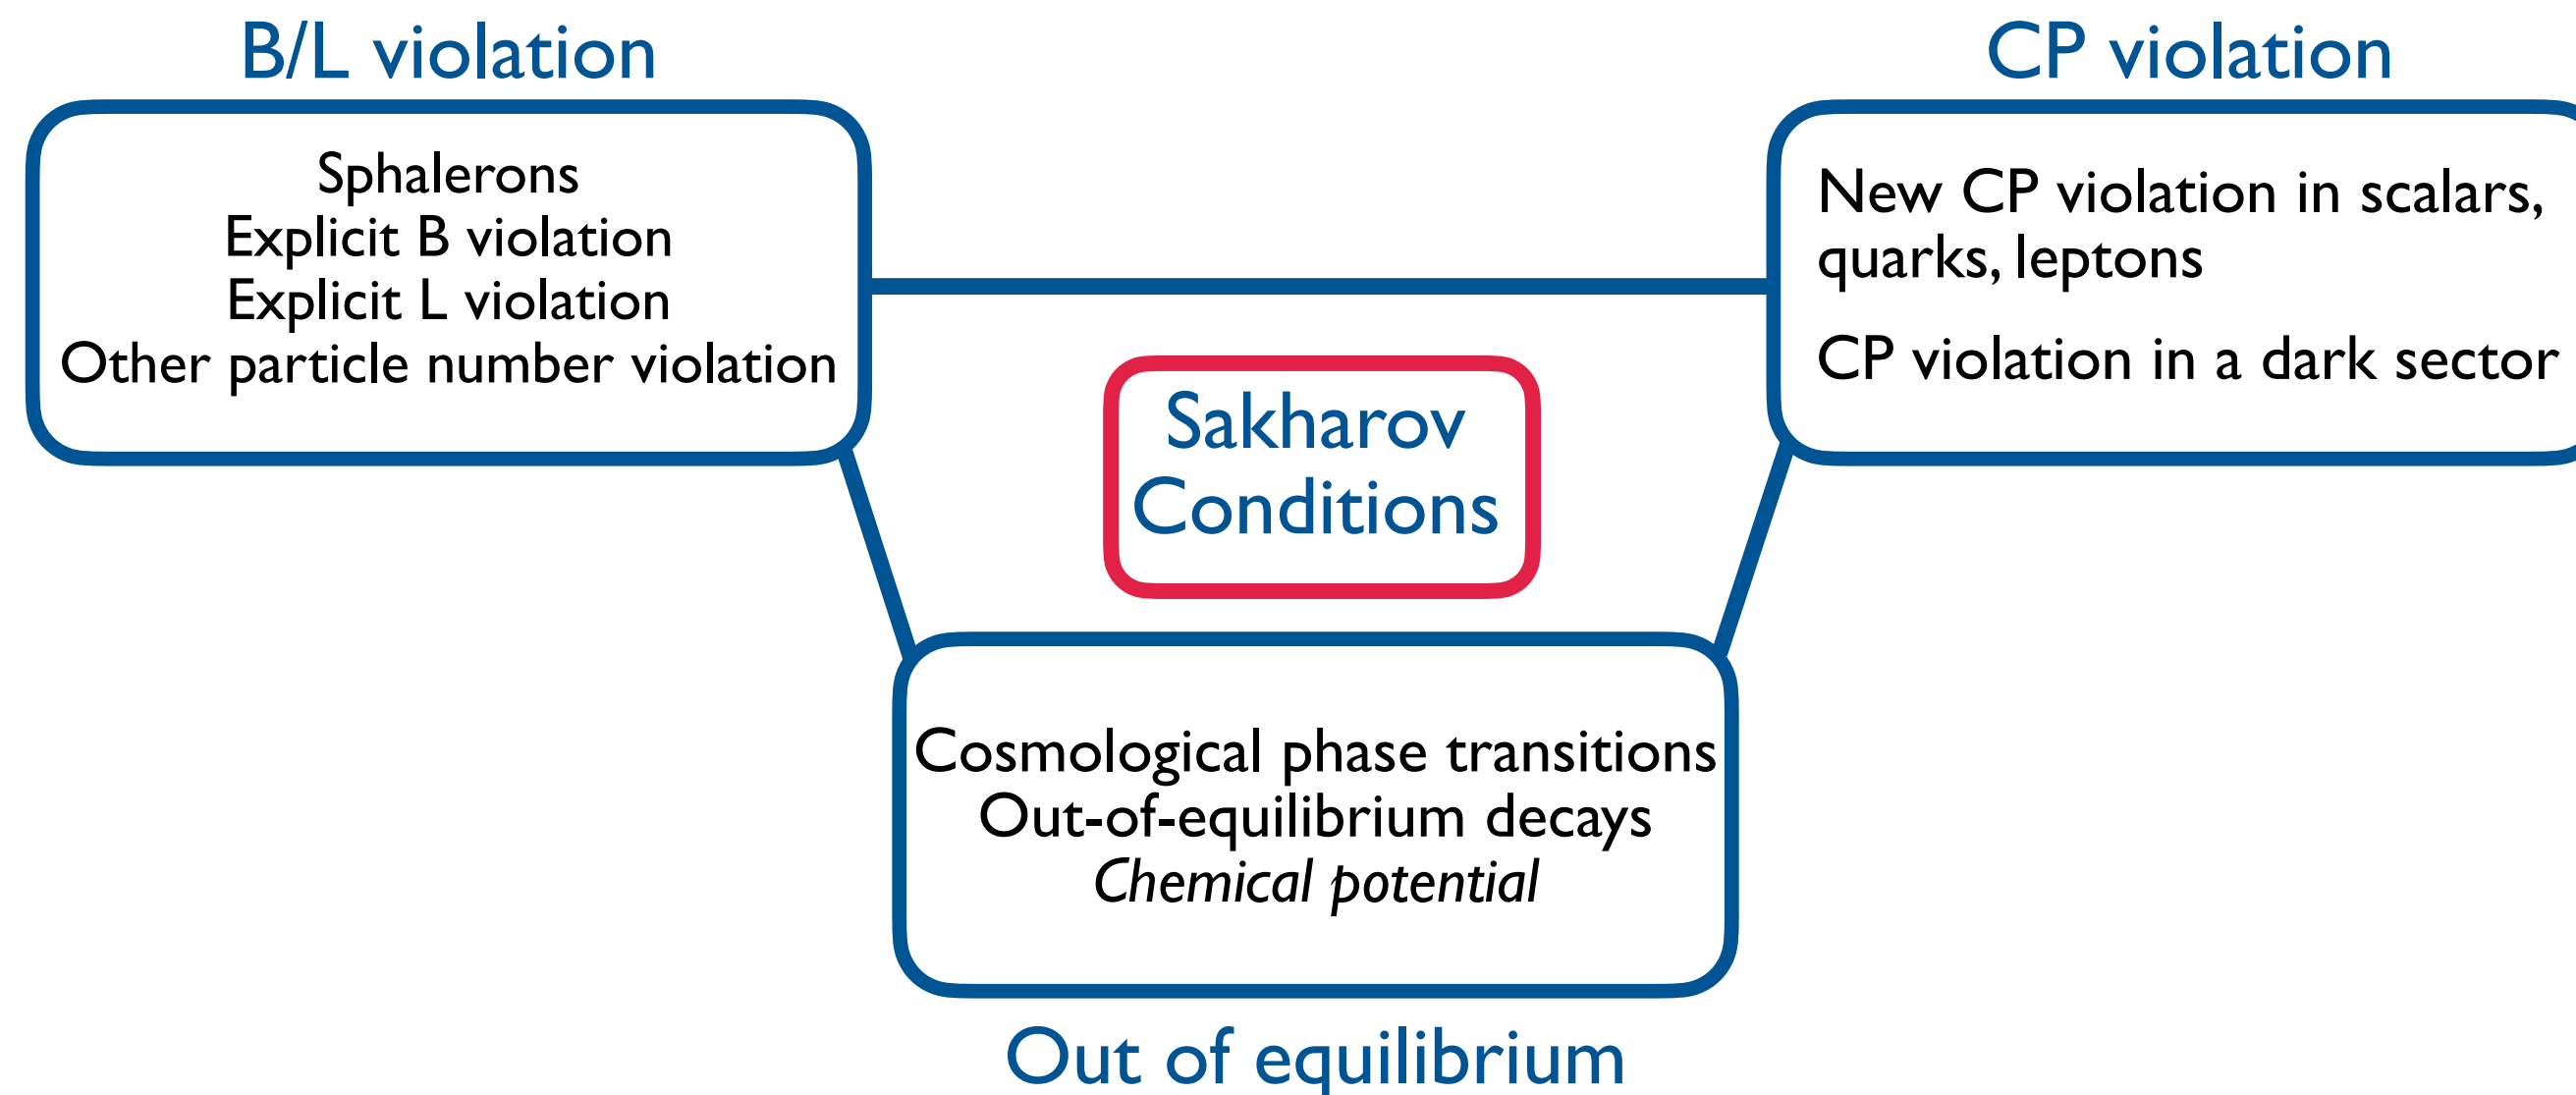 B/L violation
Sphalerons
Explicit B violation
Explicit L violation
Other particle number violation
CP violation
New CP violation in scalars,
quarks, leptons
CP violation in a dark sector
Sakharov
Conditions
Cosmological phase transitions
Out-of-equilibrium decays
Chemical potential
Out of equilibrium